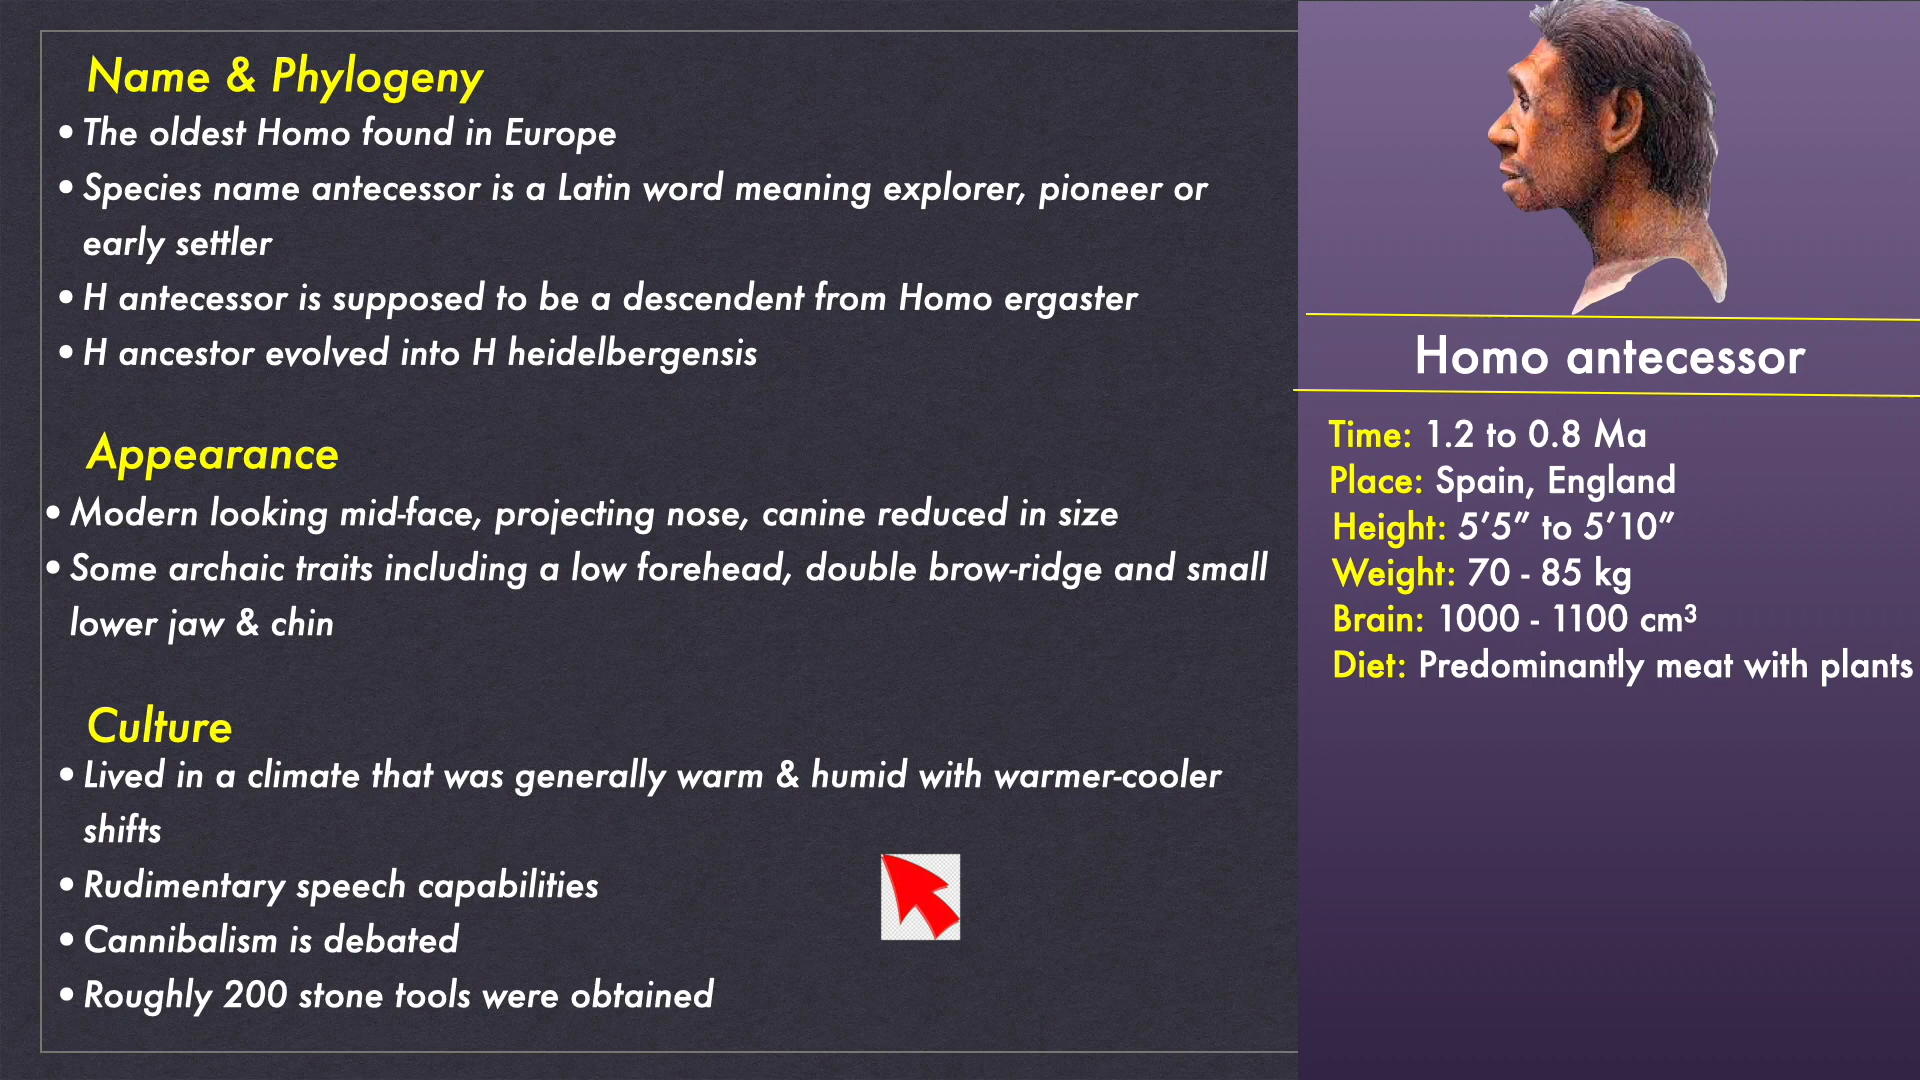 Name & Phylogeny
•The oldest Homo found in Europe
•Species name antecessor is a Latin word meaning explorer, pioneer or
early settler
•H antecessor is supposed to be a descendent from Homo ergaster
•H ancestor evolved into H heidelbergensis
Appearance
•Modern looking mid-face, projecting nose, canine reduced in size
•Some archaic traits including a low forehead, double brow-ridge and small
lower jaw & chin
Culture
•Lived in a climate that was generally warm & humid with warmer-cooler
shifts
•Rudimentary speech capabilities
•Cannibalism is debated
•Roughly 200 stone tools were obtained
Homo antecessor
Time: 1.2 to 0.8 Ma
Place: Spain, England
Height: 5’5” to 5’10”
Weight: 70 - 85 kg
Brain: 1000 - 1100 cm³
Diet: Predominantly meat with plants